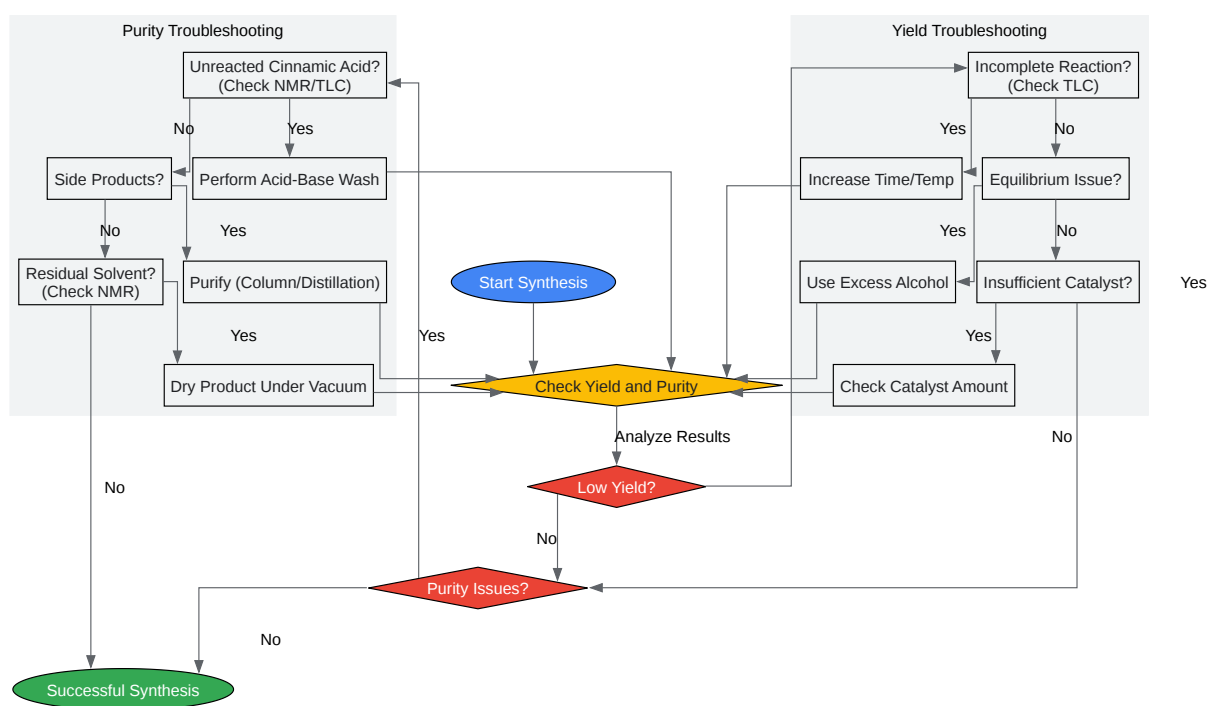 Purity Troubleshooting
Yield Troubleshooting
Unreacted Cinnamic Acid?
(Check NMR/TLC)
Incomplete Reaction?
(Check TLC)
No
Yes
Yes
No
Side Products?
Perform Acid-Base Wash
Increase Time/Temp
Equilibrium Issue?
No
Yes
Yes
No
Residual Solvent?
(Check NMR)
Purify (Column/Distillation)
Start Synthesis
Use Excess Alcohol
Insufficient Catalyst?
Yes
Yes
Yes
Yes
Dry Product Under Vacuum
Check Yield and Purity
Check Catalyst Amount
Analyze Results
No
Low Yield?
No
No
Purity Issues?
No
Successful Synthesis